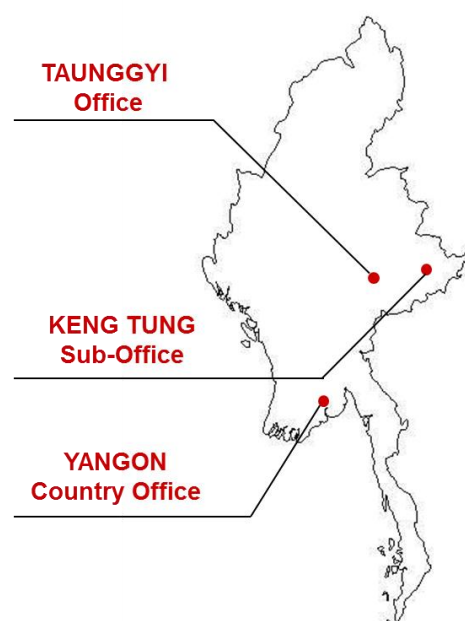 TAUNGGYI
Office
KENG TUNG
Sub-Office
YANGON
Country Office